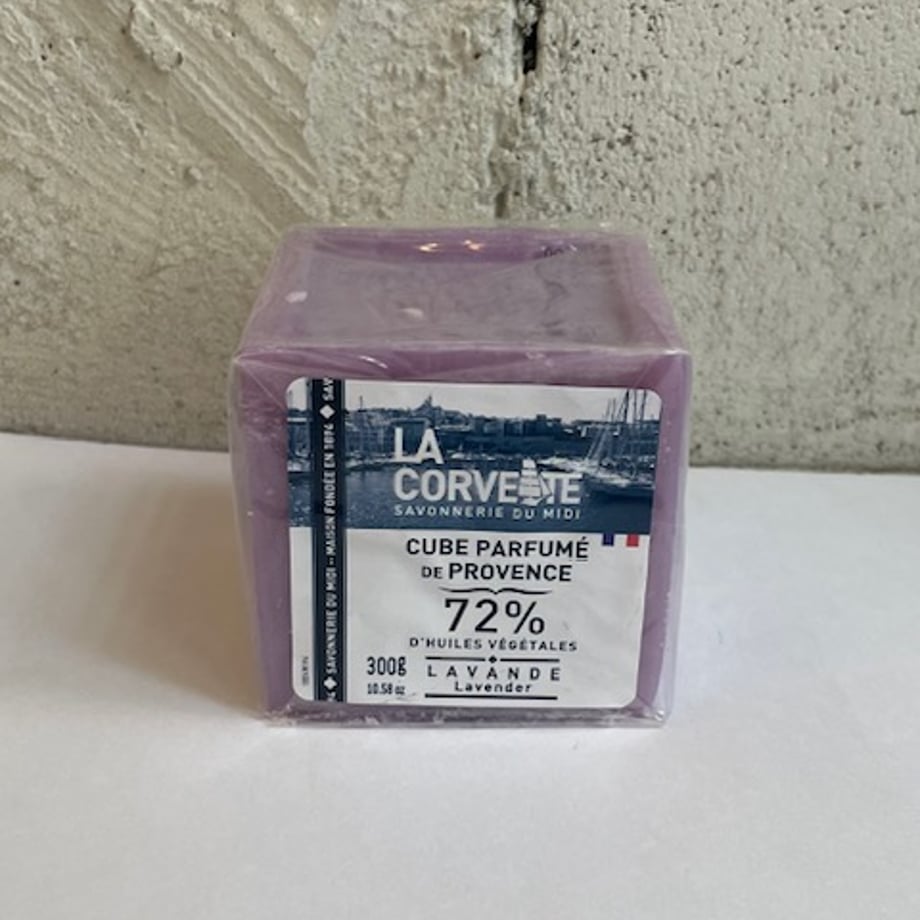 LA
CORVETTE
SAVONNERIE DU MIDI
CUBE PARFUMÉ
DE PROVENCE
72%
D'HUILES VÉGÉTALES
300g
10.58 oz
LAVANDE
Lavender
SAVONNERIE DU MIDI -- MAISON FONDÉE EN 1894 ◆ SAV